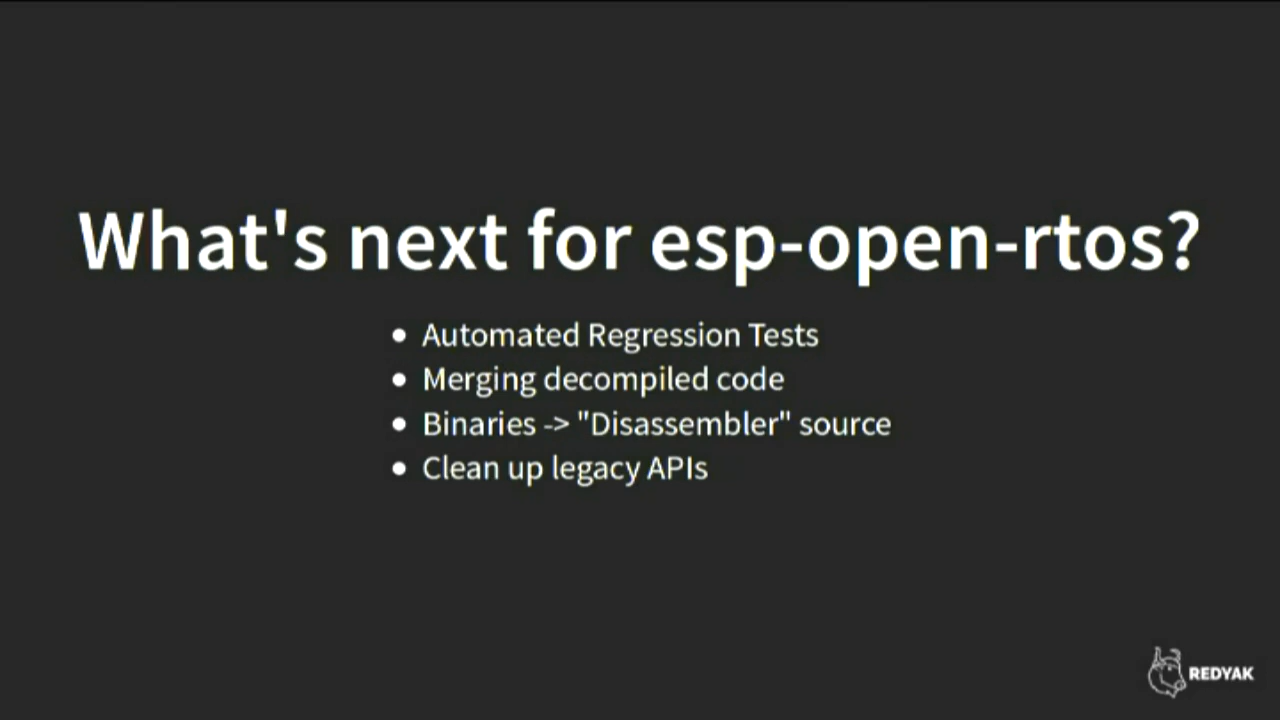 What's next for esp-open-rtos?
Automated Regression Tests
Merging decompiled code
Binaries -> "Disassembler" source
Clean up legacy APIs
REDYAK